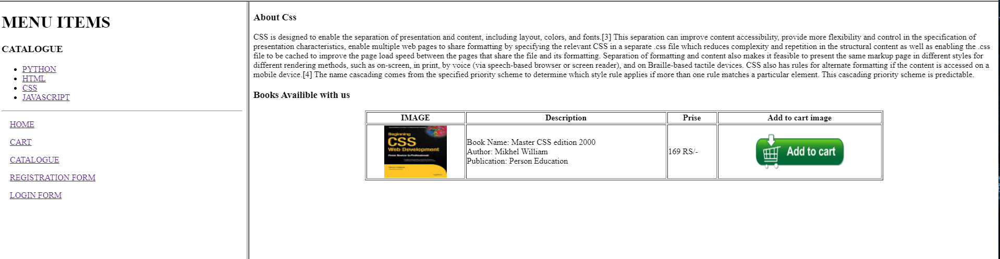 MENU ITEMS
CATALOGUE
PYTHON
HTML
CSS
JAVASCRIPT
HOME
CART
CATALOGUE
REGISTRATION FORM
LOGIN FORM
About Css
CSS is designed to enable the separation of presentation and content, including layout, colors, and fonts.[3] This separation can improve content accessibility, provide more flexibility and control in the specification of
presentation characteristics, enable multiple web pages to share formatting by specifying the relevant CSS in a separate .css file which reduces complexity and repetition in the structural content as well as enabling the .css
file to be cached to improve the page load speed between the pages that share the file and its formatting. Separation of formatting and content also makes it feasible to present the same markup page in different styles for
different rendering methods, such as on-screen, in print, by voice (via speech-based browser or screen reader), and on Braille-based tactile devices. CSS also has rules for alternate formatting if the content is accessed on a
mobile device.[4] The name cascading comes from the specified priority scheme to determine which style rule applies if more than one rule matches a particular element. This cascading priority scheme is predictable.
Books Availible with us
IMAGE Description Prise Add to cart image
Beginning
CSS
Web Development
From Novice to Professional
Book Name: Master CSS edition 2000
Author: Mikhel William
Publication: Person Education
169 RS/-
Add to cart